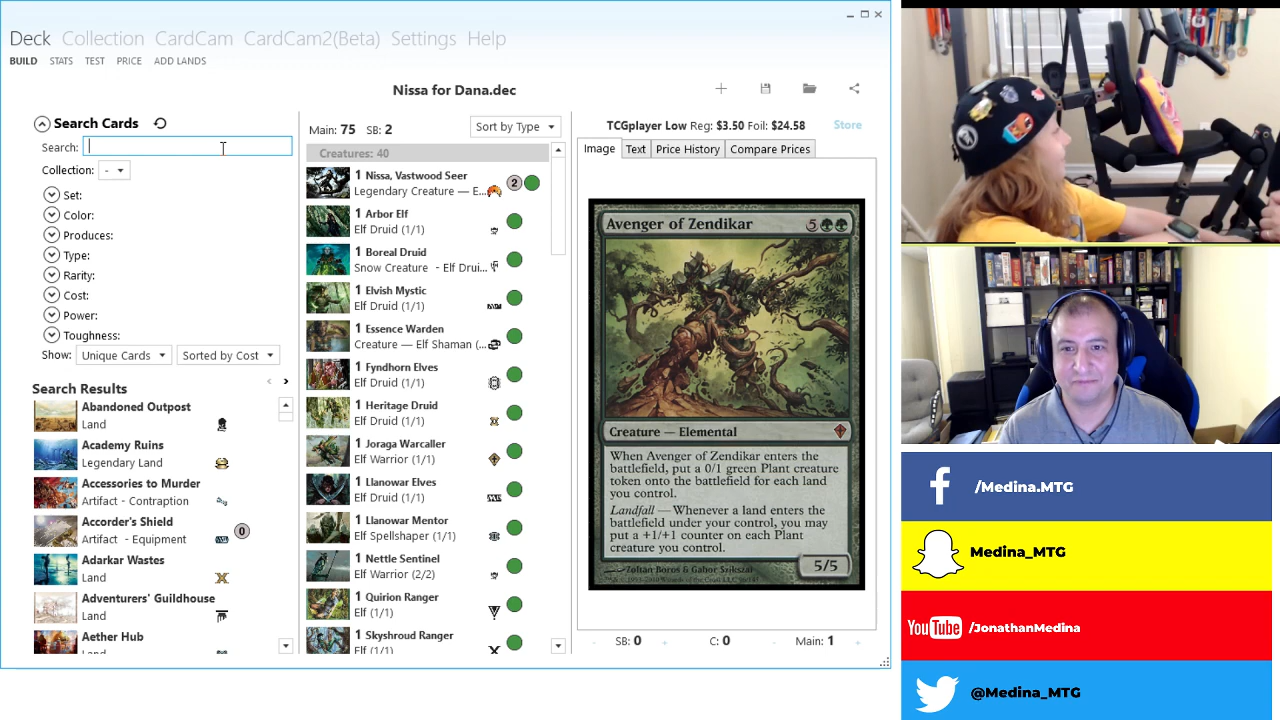 Deck Collection CardCam CardCam2(Beta) Settings Help
BUILD STATS TEST PRICE ADD LANDS
Nissa for Dana.dec
Search Cards
Search:
Collection: -
Set:
Color:
Produces:
Type:
Rarity:
Cost:
Power:
Toughness:
Show: Unique Cards Sorted by Cost
Search Results
Abandoned Outpost
Land
Academy Ruins
Legendary Land
Accessories to Murder
Artifact - Contraption
Accorder's Shield
Artifact - Equipment
0
Adarkar Wastes
Land
Adventurers' Guildhouse
Land
Aether Hub
Land
Main: 75 SB: 2
Sort by Type
Creatures: 40
1 Nissa, Vastwood Seer
Legendary Creature — E...
2
1 Arbor Elf
Elf Druid (1/1)
1 Boreal Druid
Snow Creature - Elf Drui...
1 Elvish Mystic
Elf Druid (1/1)
1 Essence Warden
Creature — Elf Shaman (...
1 Fyndhorn Elves
Elf Druid (1/1)
1 Heritage Druid
Elf Druid (1/1)
1 Joraga Warcaller
Elf Warrior (1/1)
1 Llanowar Elves
Elf Druid (1/1)
1 Llanowar Mentor
Elf Spellshaper (1/1)
1 Nettle Sentinel
Elf Warrior (2/2)
1 Quirion Ranger
Elf (1/1)
1 Skyshroud Ranger
Elf (1/1)
TCGplayer Low Reg: $3.50 Foil: $24.58
Store
Image Text Price History Compare Prices
Avenger of Zendikar 5
Creature — Elemental
When Avenger of Zendikar enters the
battlefield, put a 0/1 green Plant creature
token onto the battlefield for each land
you control.
Landfall — Whenever a land enters the
battlefield under your control, you may
put a +1/+1 counter on each Plant
creature you control.
Zoltan Boros & Gabor Szikszai
5/5
- SB: 0 + - C: 0 - Main: 1 +
/Medina.MTG
Medina_MTG
YouTube /JonathanMedina
@Medina_MTG